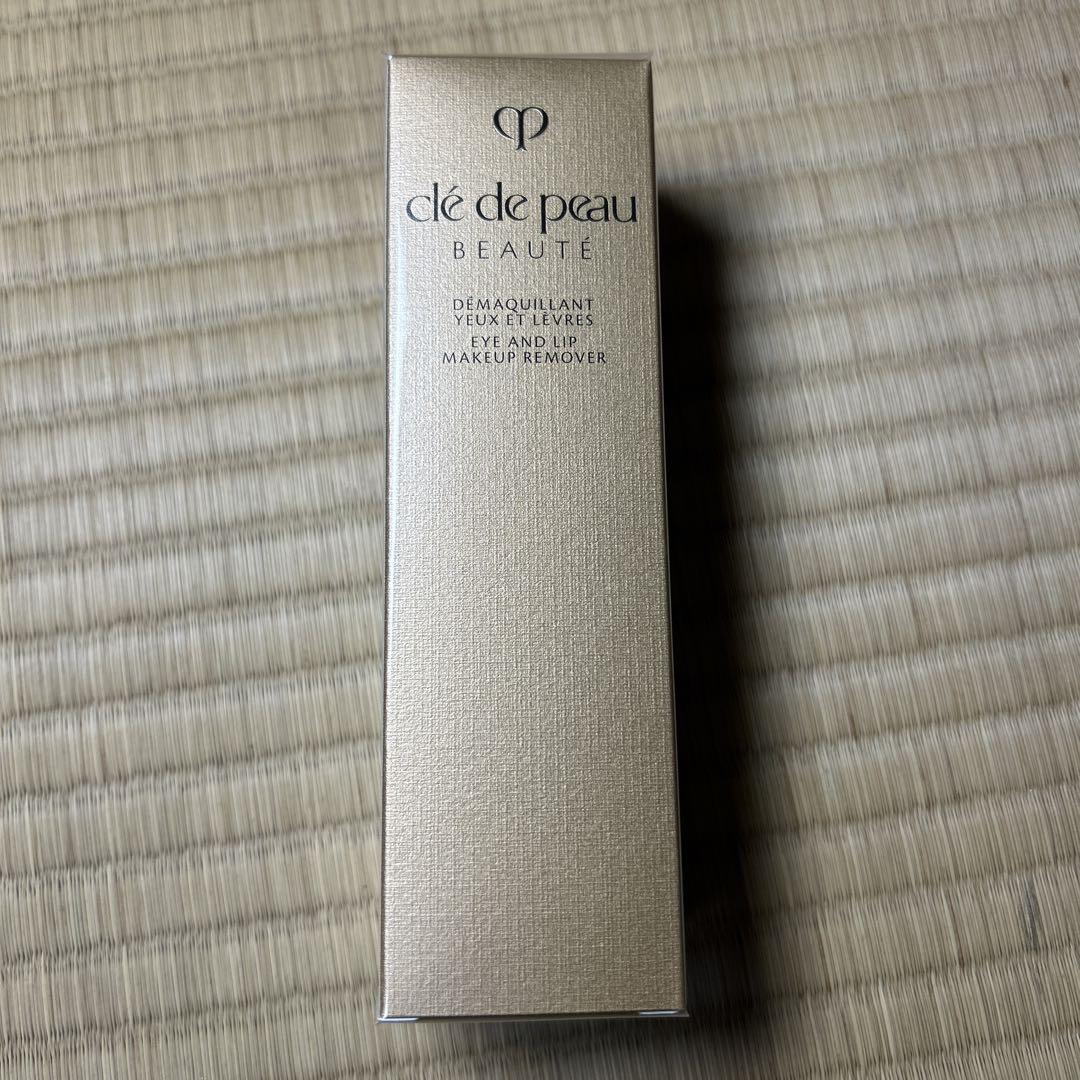 clé de peau
BEAUTÉ
DÉMAQUILLANT
YEUX ET LÈVRES
EYE AND LIP
MAKEUP REMOVER